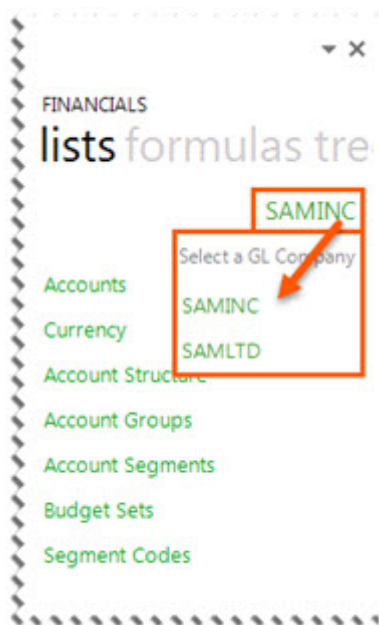 FINANCIALS
lists formulas tre
SAMINC
Select a GL Company
Accounts
SAMINC
Currency
SAMLTD
Account Structure
Account Groups
Account Segments
Budget Sets
Segment Codes